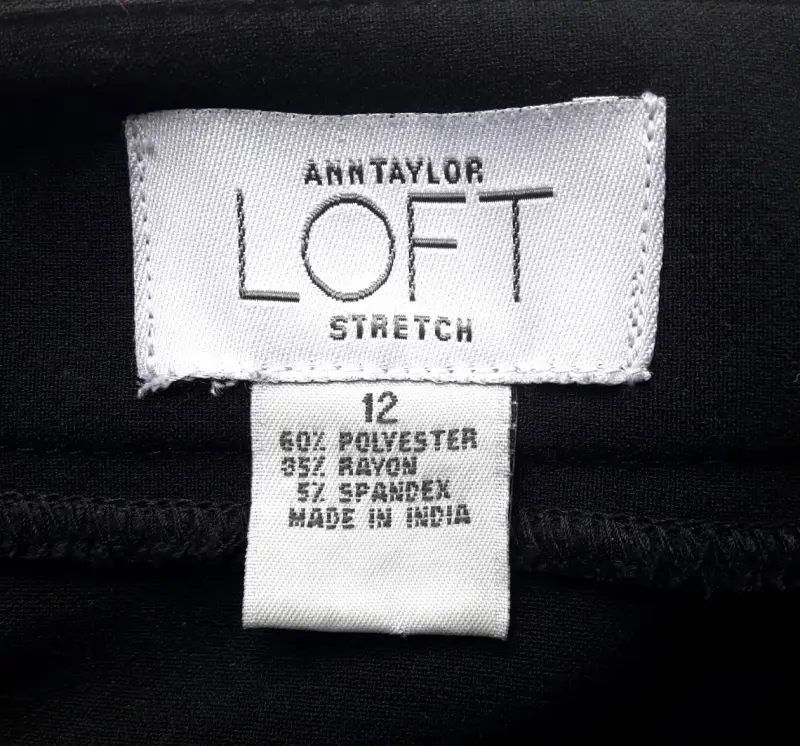 ANNTAYLOR
LOFT
STRETCH
12
60% POLYESTER
35% RAYON
5% SPANDEX
MADE IN INDIA